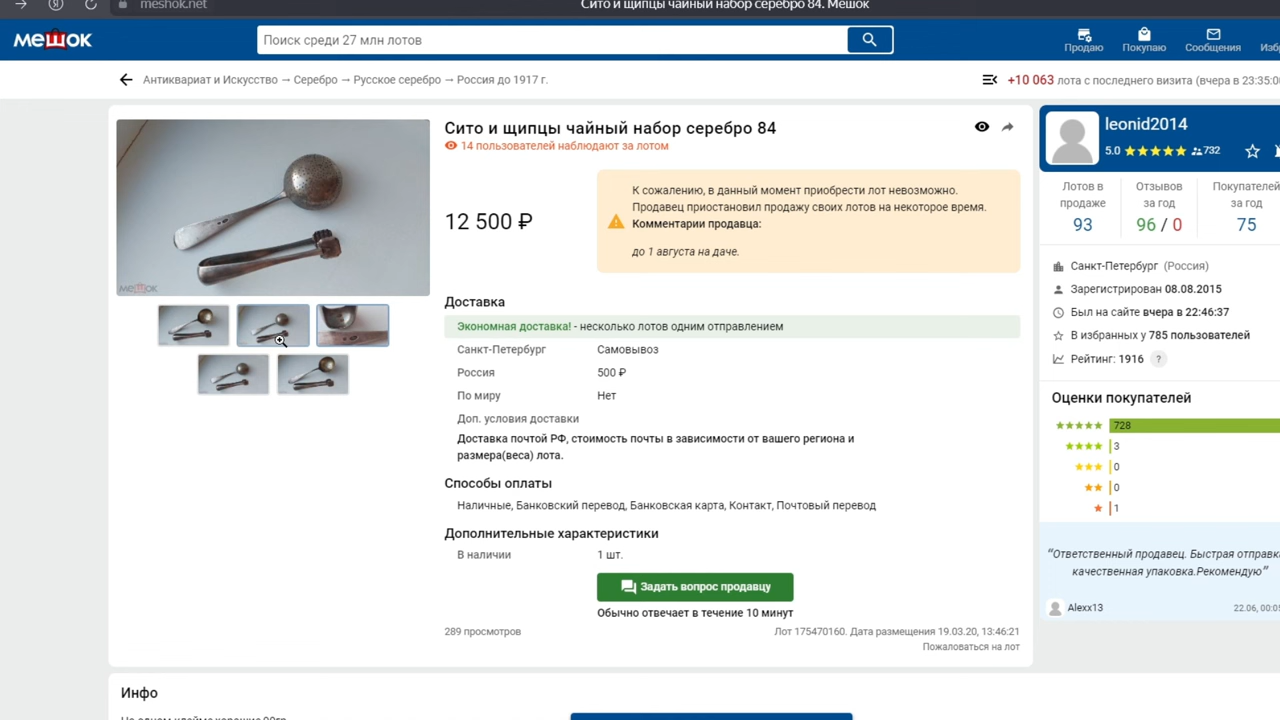 meshok.net
Сито и щипцы чайный набор серебро 84. Мешок
мешок
Поиск среди 27 млн лотов
Продаю
Покупаю
Сообщения
Антиквариат и Искусство → Серебро → Русское серебро → Россия до 1917 г.
+10 063 лота с последнего визита (вчера в 23:35:0
Сито и щипцы чайный набор серебро 84
14 пользователей наблюдают за лотом
12 500 ₽
К сожалению, в данный момент приобрести лот невозможно.
Продавец приостановил продажу своих лотов на некоторое время.
Комментарии продавца:
до 1 августа на даче.
мешок
Доставка
Экономная доставка! - несколько лотов одним отправлением
Санкт-Петербург Самовывоз
Россия 500 ₽
По миру Нет
Доп. условия доставки
Доставка почтой РФ, стоимость почты в зависимости от вашего региона и
размера(веса) лота.
Способы оплаты
Наличные, Банковский перевод, Банковская карта, Контакт, Почтовый перевод
Дополнительные характеристики
В наличии 1 шт.
Задать вопрос продавцу
Обычно отвечает в течение 10 минут
289 просмотров
Лот 175470160. Дата размещения 19.03.20, 13:46:21
Пожаловаться на лот
Инфо
leonid2014
5.0 732
Лотов в продаже
93
Отзывов за год
96 / 0
Покупателей за год
75
Санкт-Петербург (Россия)
Зарегистрирован 08.08.2015
Был на сайте вчера в 22:46:37
В избранных у 785 пользователей
Рейтинг: 1916 ?
Оценки покупателей
728
3
0
0
1
"Ответственный продавец. Быстрая отправка
качественная упаковка.Рекомендую"
Alexx13 22.06, 00:0